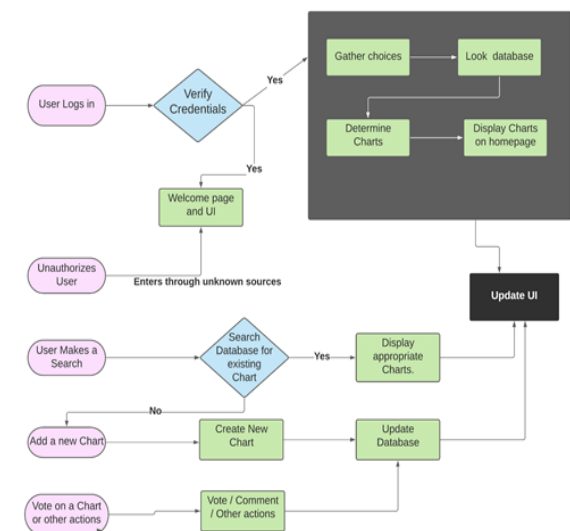 Gather choices
Look database
Yes
Verify
Credentials
User Logs in
Determine
Charts
Display Charts
on homepage
Yes
Welcome page
and UI
Unauthorizes
User
Enters through unknown sources
Update UI
User Makes a
Search
Search
Database for
existing
Chart
Yes
Display
appropriate
Charts.
No
Add a new Chart
Create New
Chart
Update
Database
Vote on a Chart
or other actions
Vote / Comment
/ Other actions